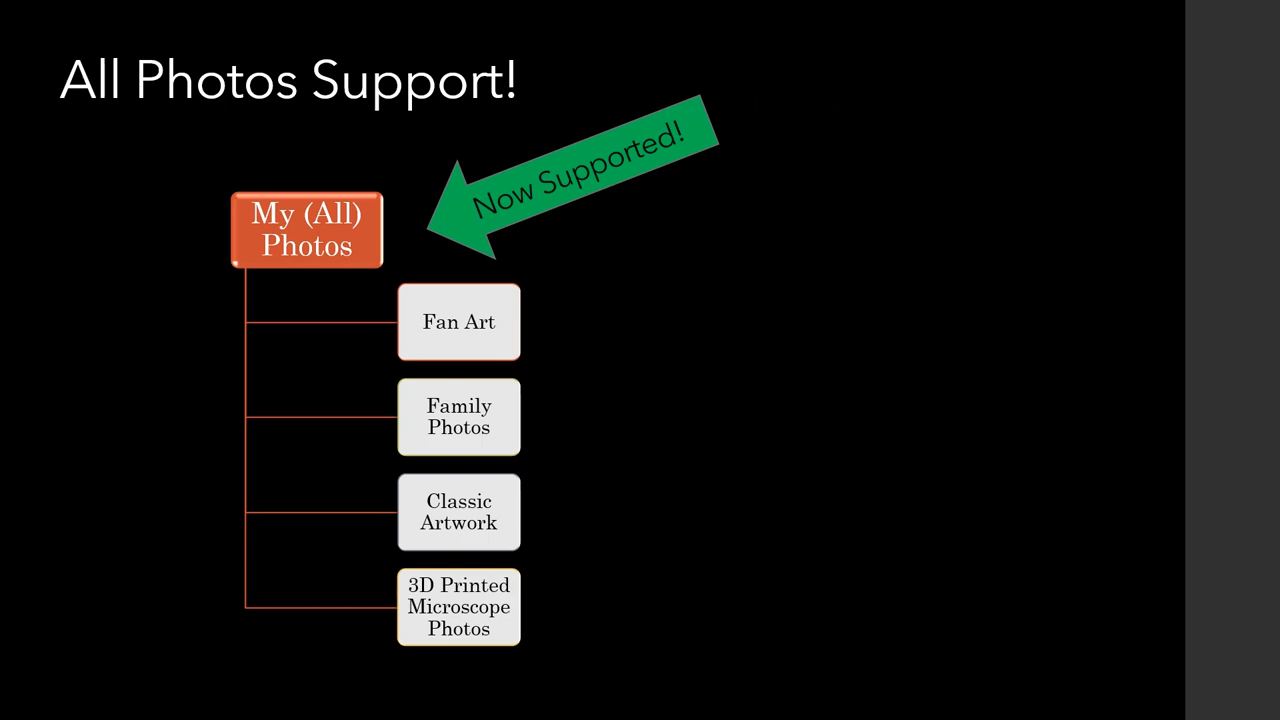 All Photos Support!
Now Supported!
My (All)
Photos
Fan Art
Family
Photos
Classic
Artwork
3D Printed
Microscope
Photos